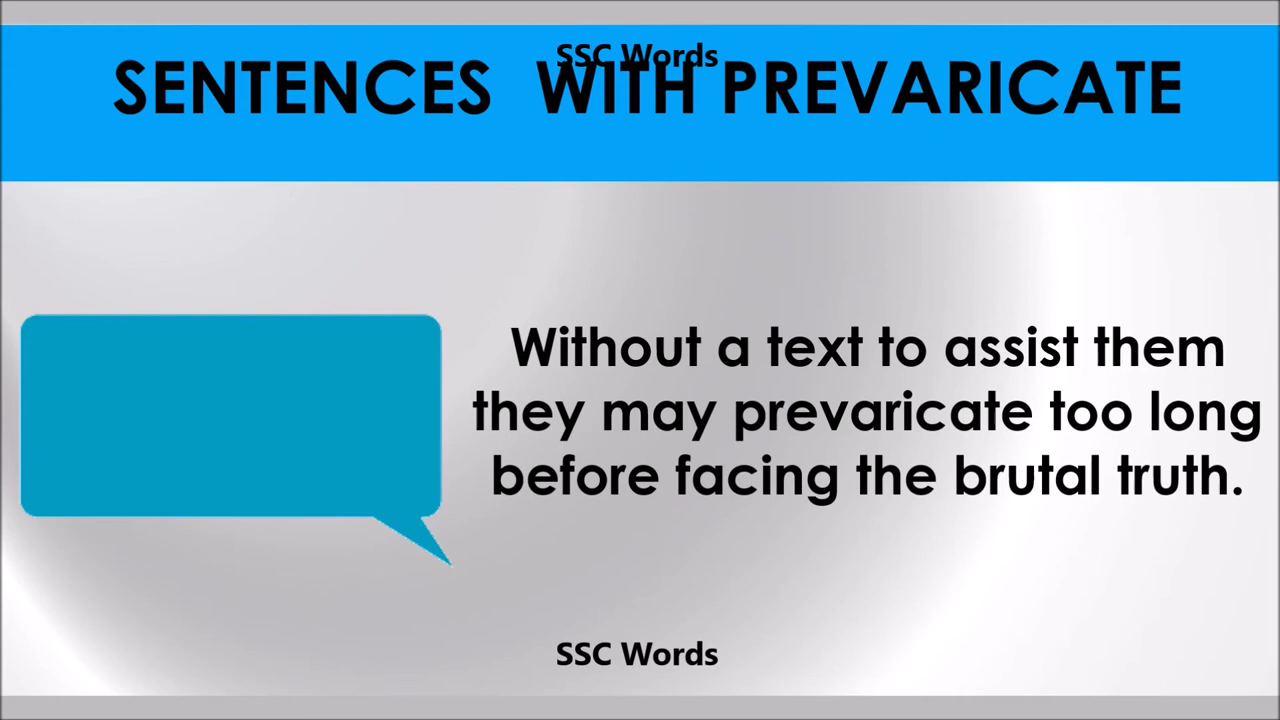 SSC Words
SENTENCES WITH PREVARICATE
Without a text to assist them
they may prevaricate too long
before facing the brutal truth.
SSC Words